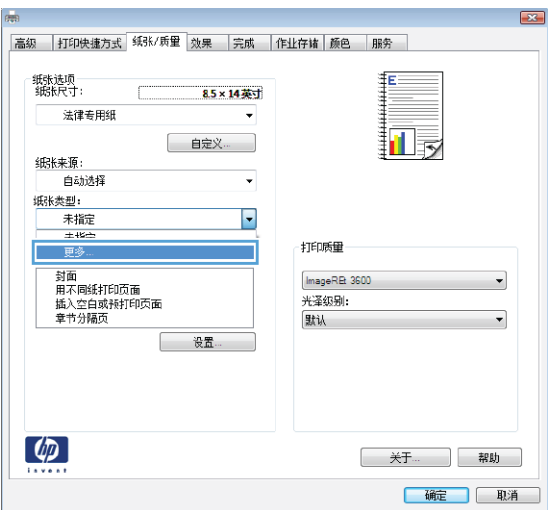 高级 打印快捷方式 纸张/质量 效果 完成 作业存储 颜色 服务
纸张选项
纸张尺寸: 8.5 × 14 英寸
法律专用纸
自定义...
纸张来源:
自动选择
纸张类型:
未指定
未指定
更多...
封面
用不同纸打印页面
插入空白或预打印页面
章节分隔页
设置...
E
打印质量
ImageREt 3600
光泽级别:
默认
hp
invent
关于... 帮助
确定 取消